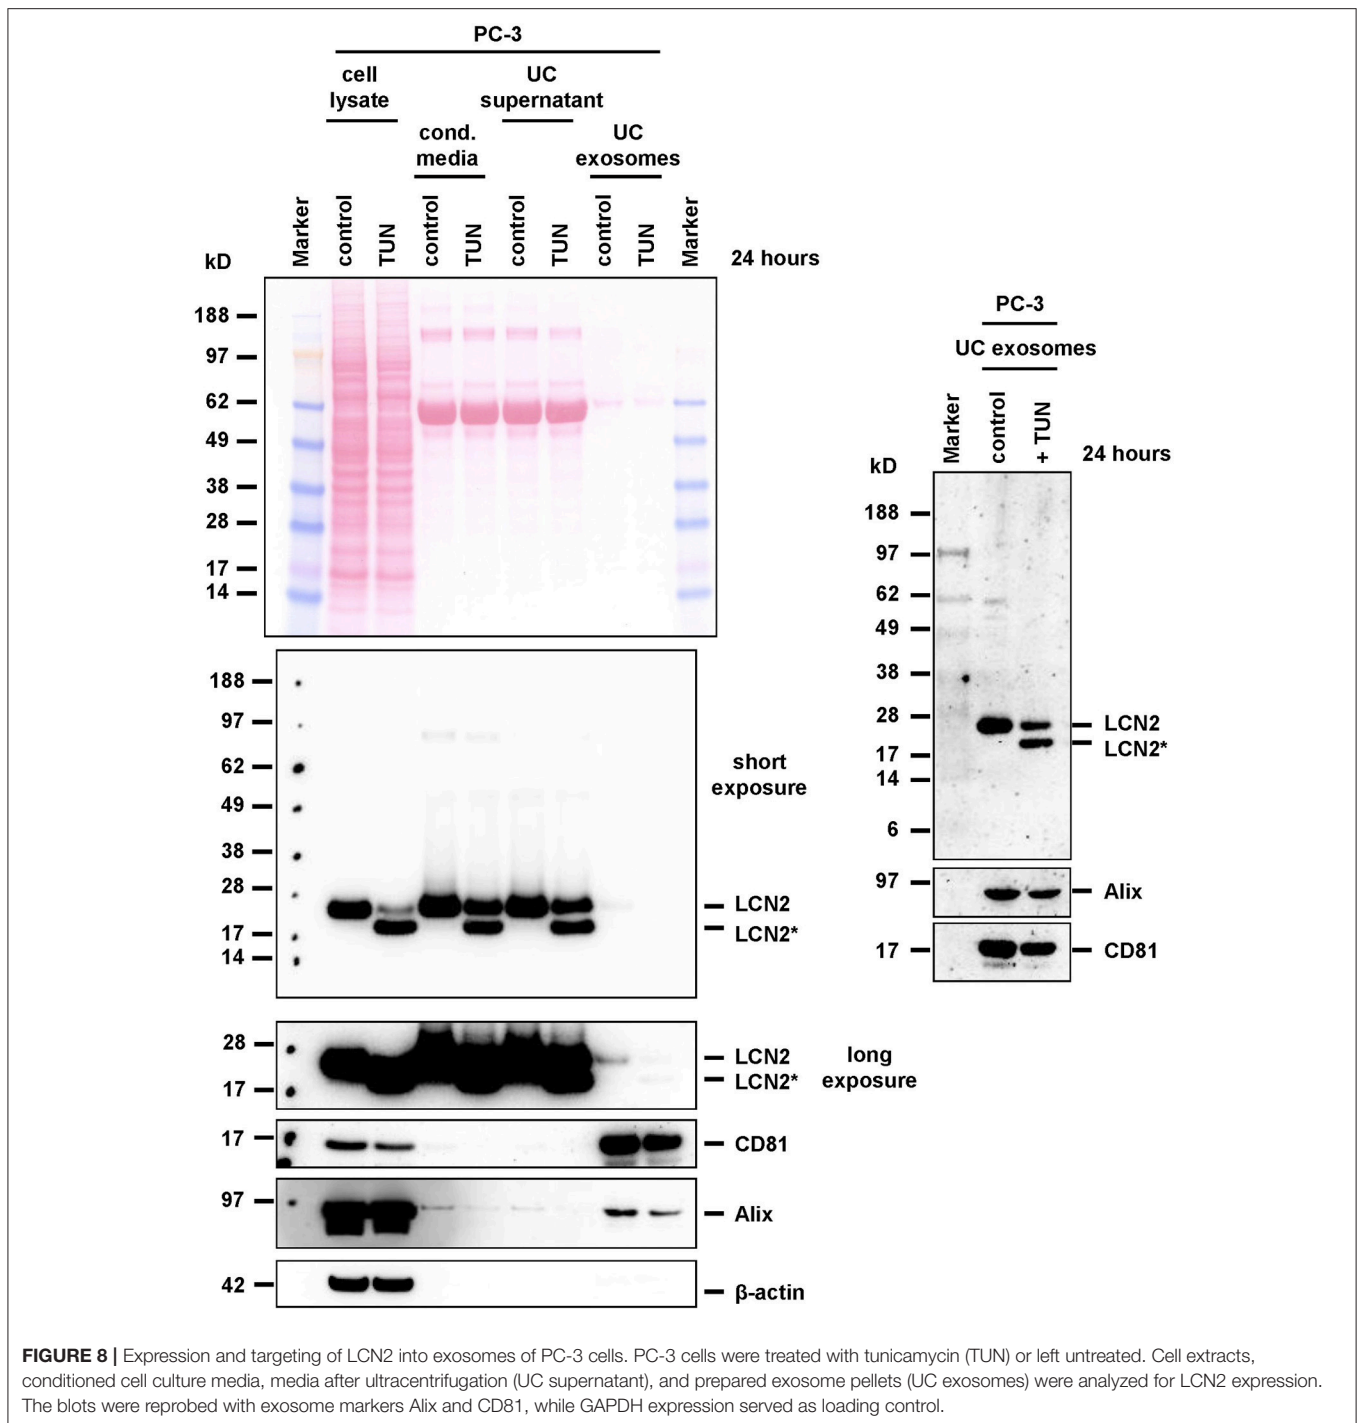 PC-3
cell
lysate
UC
supernatant
cond.
media
UC
exosomes
kD
Marker
control
TUN
control
TUN
control
TUN
control
TUN
Marker
24 hours
188
97
62
49
38
28
17
14
188
97
62
49
38
28
17
14
short
exposure
LCN2
LCN2*
28
17
LCN2
LCN2*
long
exposure
17
CD81
97
Alix
42
β-actin
PC-3
UC exosomes
kD
Marker
control
+ TUN
24 hours
188
97
62
49
38
28
17
14
6
LCN2
LCN2*
97
Alix
17
CD81
FIGURE 8 | Expression and targeting of LCN2 into exosomes of PC-3 cells. PC-3 cells were treated with tunicamycin (TUN) or left untreated. Cell extracts,
conditioned cell culture media, media after ultracentrifugation (UC supernatant), and prepared exosome pellets (UC exosomes) were analyzed for LCN2 expression.
The blots were reprobed with exosome markers Alix and CD81, while GAPDH expression served as loading control.